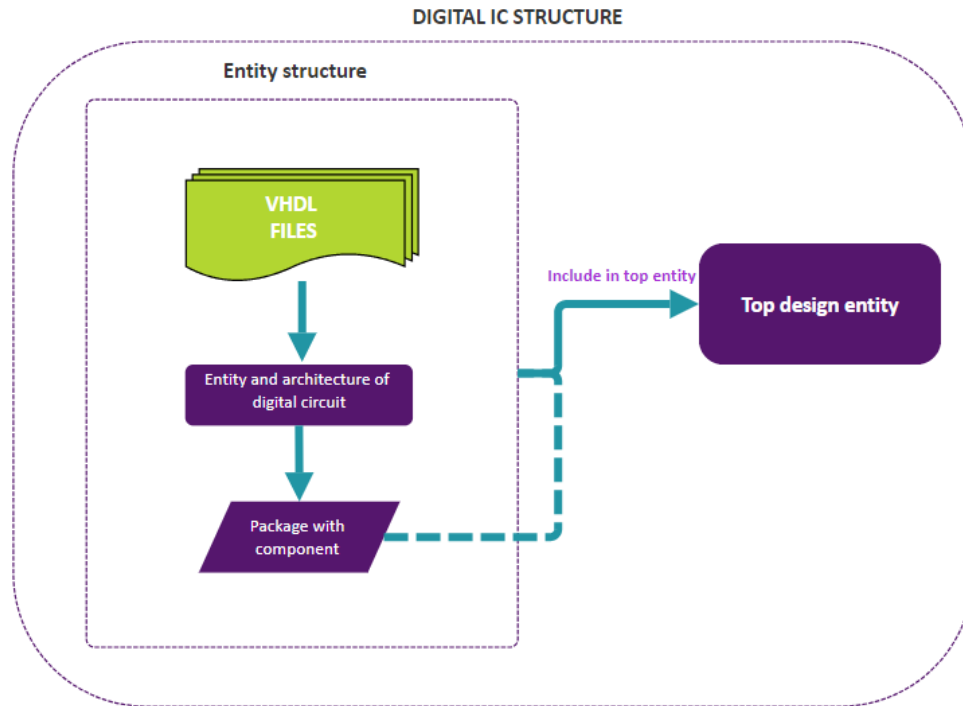 DIGITAL IC STRUCTURE
Entity structure
VHDL
FILES
Include in top entity
Top design entity
Entity and architecture of
digital circuit
Package with
component